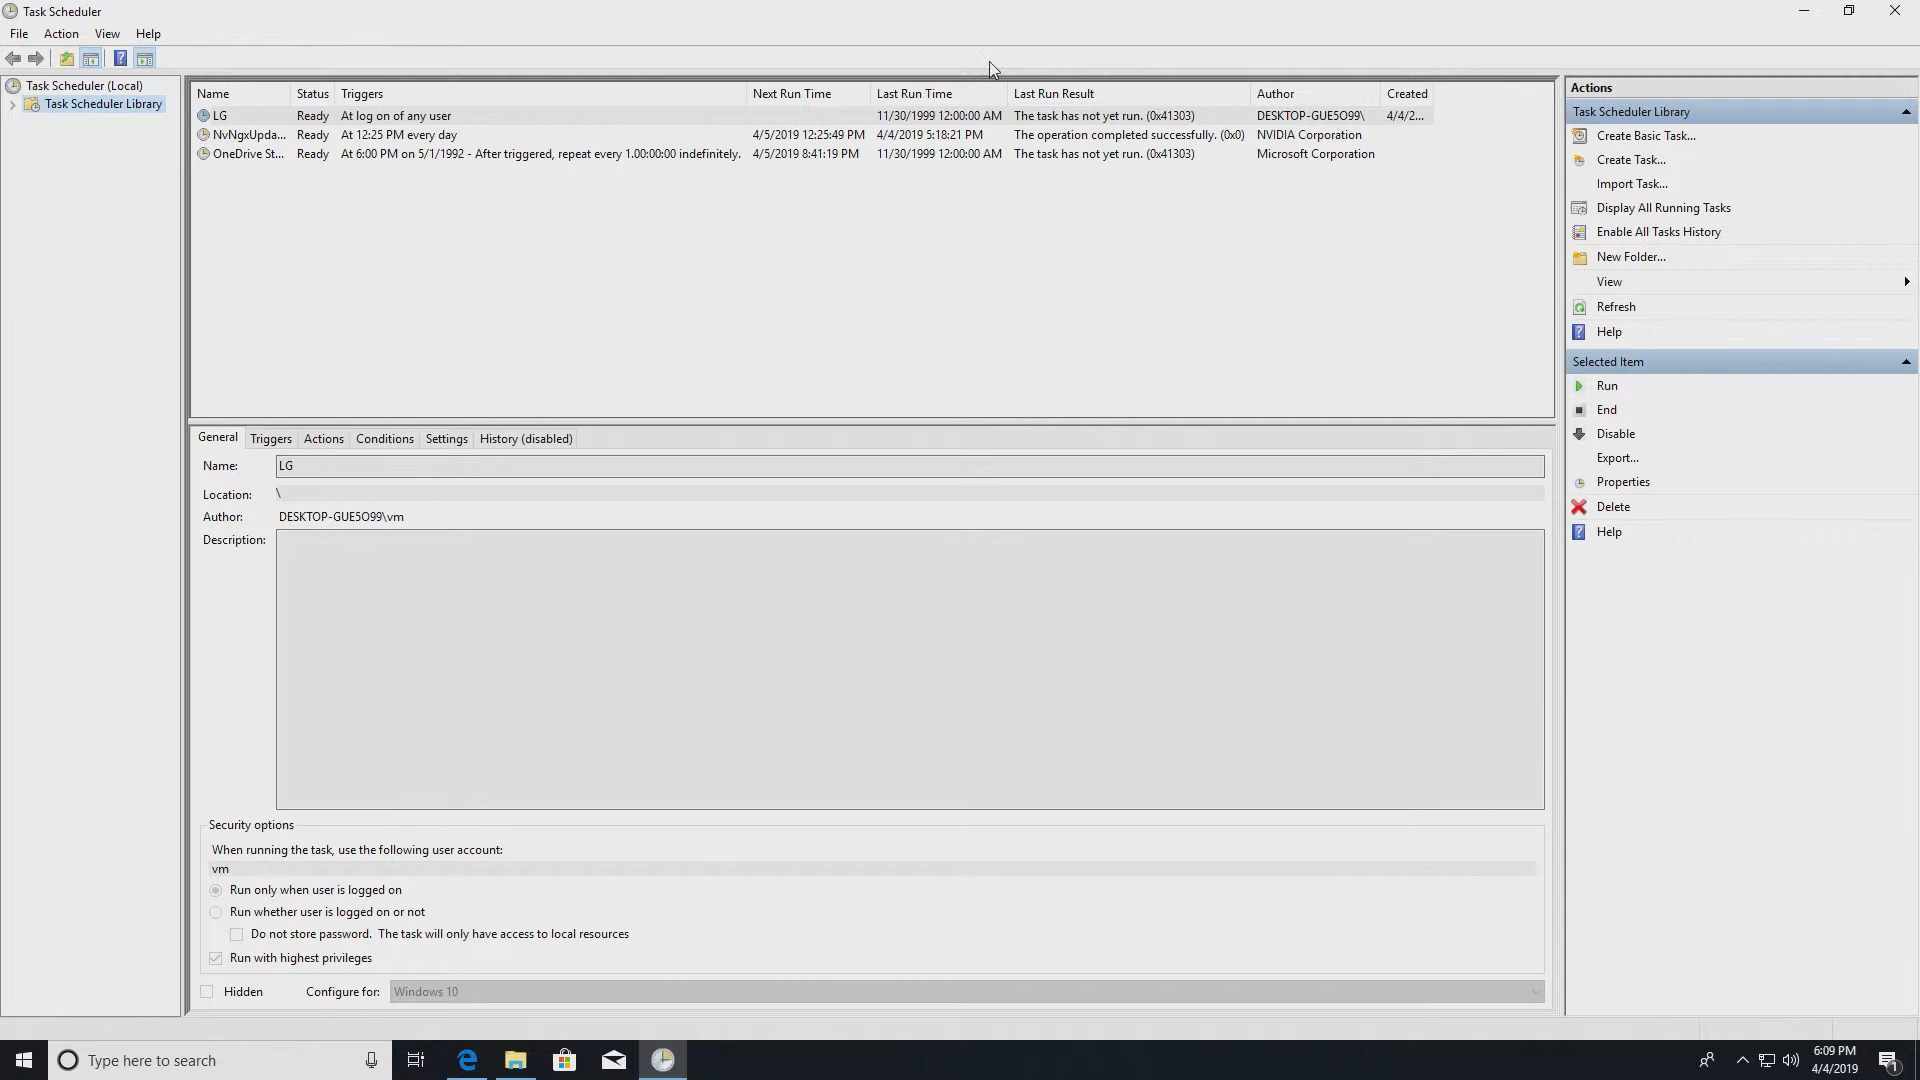 Task Scheduler
File Action View Help
Task Scheduler (Local)
Task Scheduler Library
Name Status Triggers Next Run Time Last Run Time Last Run Result Author Created
LG Ready At log on of any user 11/30/1999 12:00:00 AM The task has not yet run. (0x41303) DESKTOP-GUE5O99\ 4/4/2...
NvNgxUpda... Ready At 12:25 PM every day 4/5/2019 12:25:49 PM 4/4/2019 5:18:21 PM The operation completed successfully. (0x0) NVIDIA Corporation
OneDrive St... Ready At 6:00 PM on 5/1/1992 - After triggered, repeat every 1.00:00:00 indefinitely. 4/5/2019 8:41:19 PM 11/30/1999 12:00:00 AM The task has not yet run. (0x41303) Microsoft Corporation
General Triggers Actions Conditions Settings History (disabled)
Name: LG
Location: \
Author: DESKTOP-GUE5O99\vm
Description:
Security options
When running the task, use the following user account:
vm
Run only when user is logged on
Run whether user is logged on or not
Do not store password. The task will only have access to local resources
Run with highest privileges
Hidden Configure for: Windows 10
Actions
Task Scheduler Library
Create Basic Task...
Create Task...
Import Task...
Display All Running Tasks
Enable All Tasks History
New Folder...
View
Refresh
Help
Selected Item
Run
End
Disable
Export...
Properties
Delete
Help
Type here to search
6:09 PM
4/4/2019
1